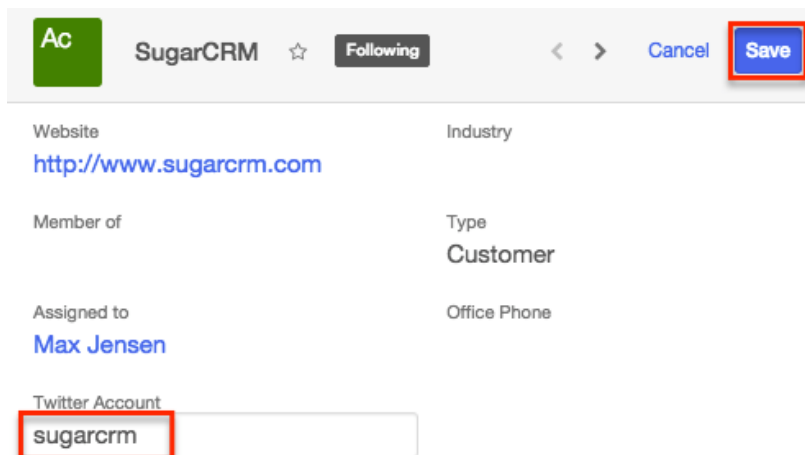 Ac
SugarCRM Following Cancel Save
Website
http://www.sugarcrm.com
Industry
Member of
Type
Customer
Assigned to
Max Jensen
Office Phone
Twitter Account
sugarcrm